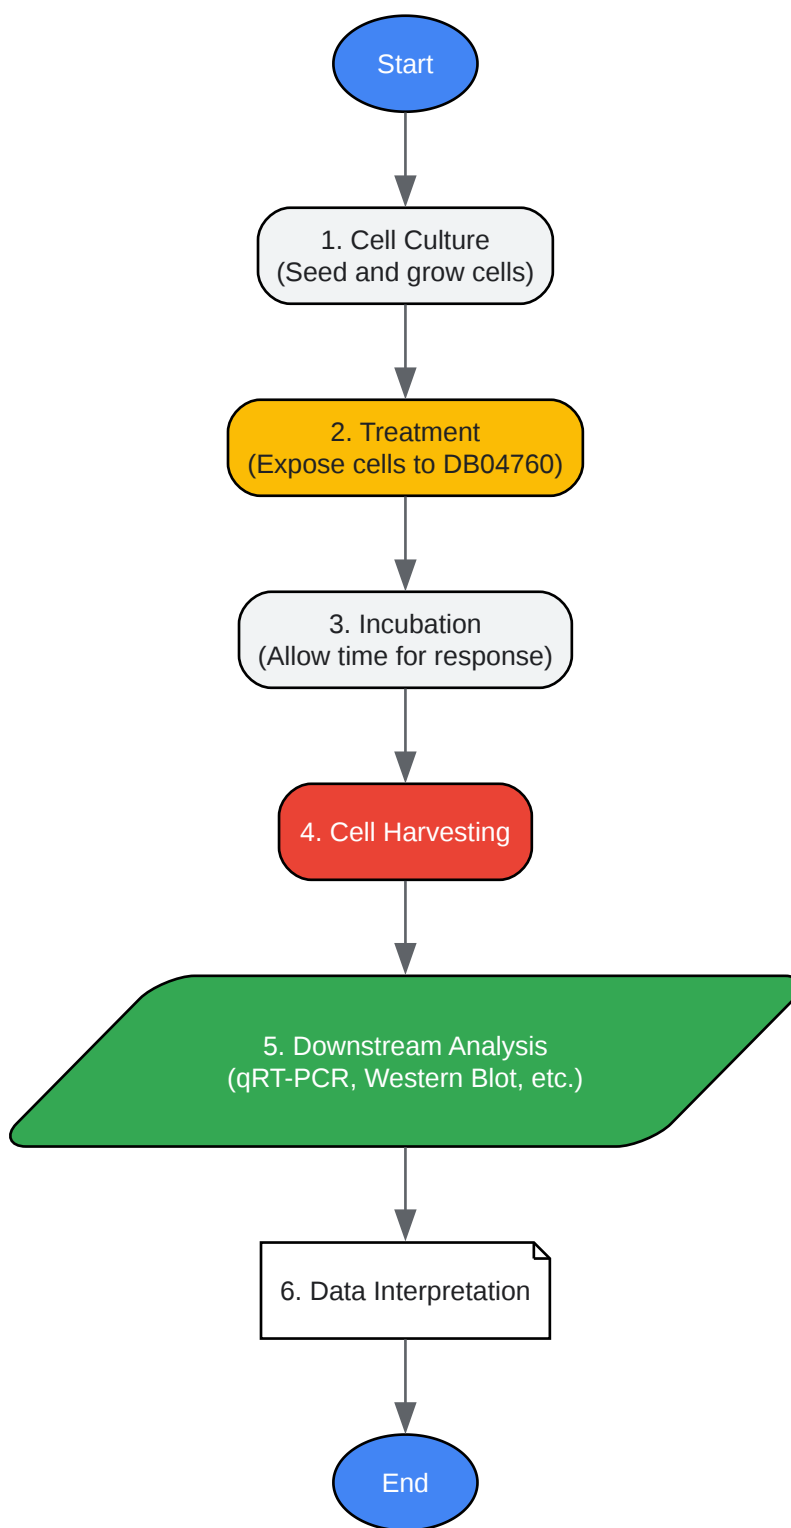 Start
1. Cell Culture
(Seed and grow cells)
2. Treatment
(Expose cells to DB04760)
3. Incubation
(Allow time for response)
4. Cell Harvesting
5. Downstream Analysis
(qRT-PCR, Western Blot, etc.)
6. Data Interpretation
End